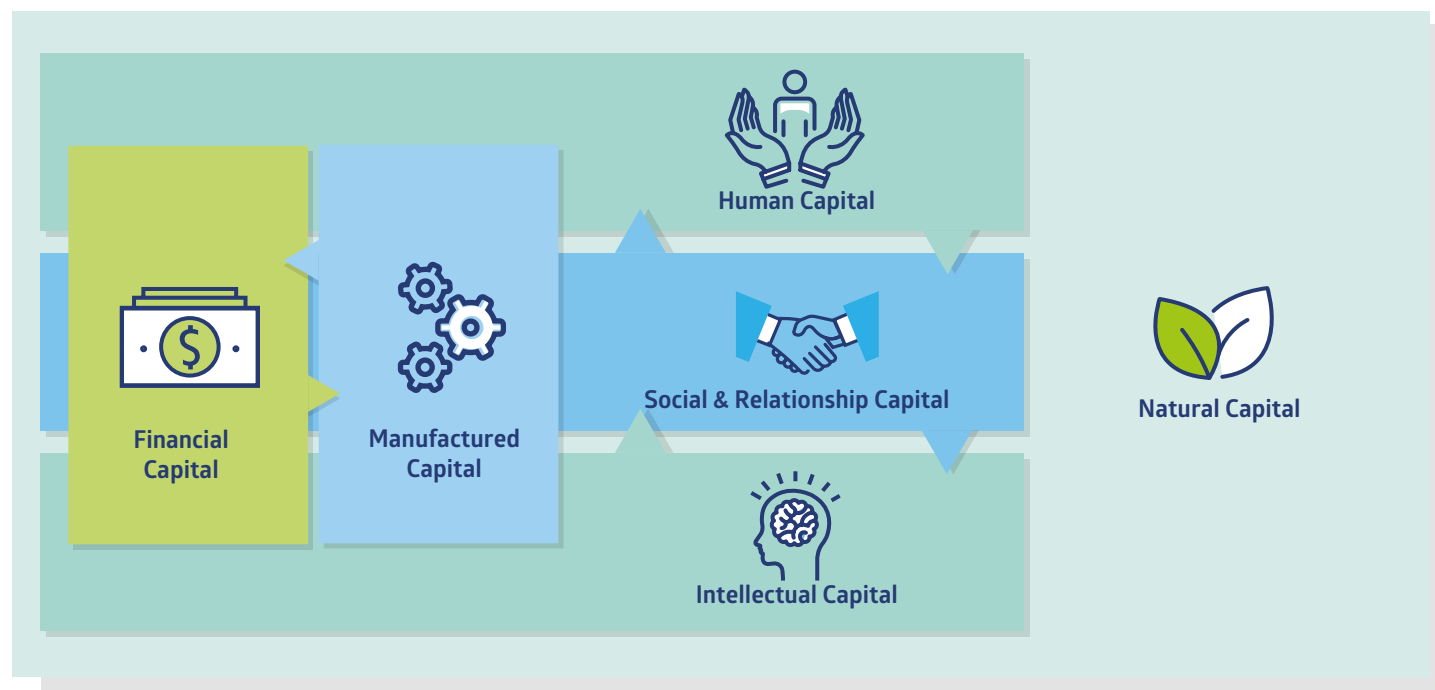 Human Capital
Financial
Capital
Manufactured
Capital
Social & Relationship Capital
Natural Capital
Intellectual Capital
$